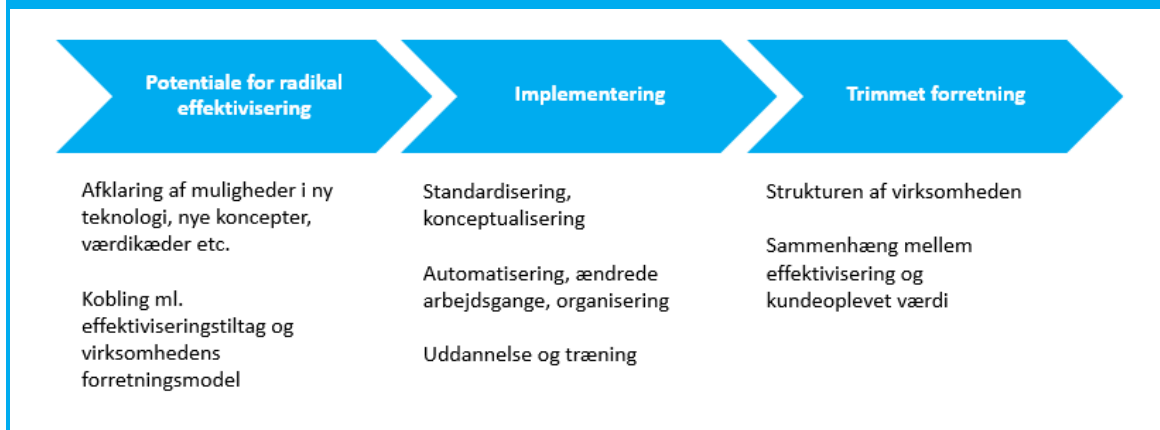 Potentiale for radikal
effektivisering
Afklaring af muligheder i ny
teknologi, nye koncepter,
værdikæder etc.
Kobling ml.
effektiviseringstiltag og
virksomhedens
forretningsmodel
Implementering
Standardisering,
konceptualisering
Automatisering, ændrede
arbejdsgange, organisering
Uddannelse og træning
Trimmet forretning
Strukturen af virksomheden
Sammenhæng mellem
effektivisering og
kundeoplevet værdi